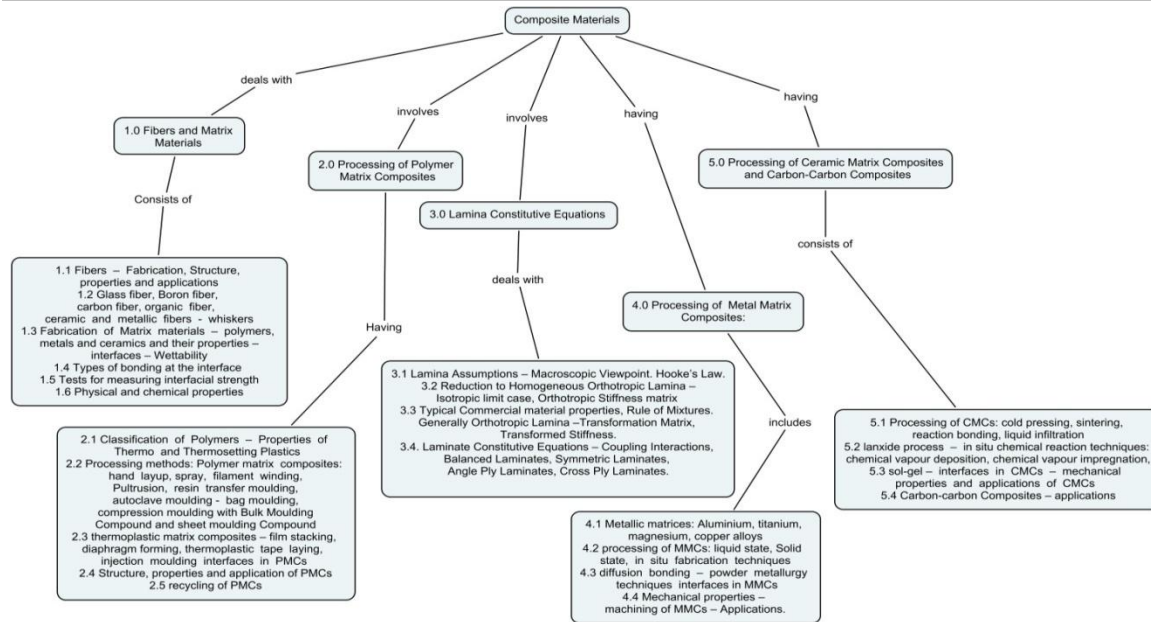 Composite Materials
deals with
involves
involves
having
having
1.0 Fibers and Matrix
Materials
2.0 Processing of Polymer
Matrix Composites
3.0 Lamina Constitutive Equations
4.0 Processing of Metal Matrix
Composites:
5.0 Processing of Ceramic Matrix Composites
and Carbon-Carbon Composites
Consists of
Having
deals with
includes
consists of
1.1 Fibers – Fabrication, Structure,
properties and applications
1.2 Glass fiber, Boron fiber,
carbon fiber, organic fiber,
ceramic and metallic fibers - whiskers
1.3 Fabrication of Matrix materials – polymers,
metals and ceramics and their properties –
interfaces – Wettability
1.4 Types of bonding at the interface
1.5 Tests for measuring interfacial strength
1.6 Physical and chemical properties
2.1 Classification of Polymers – Properties of
Thermo and Thermosetting Plastics
2.2 Processing methods: Polymer matrix composites:
hand layup, spray, filament winding,
Pultrusion, resin transfer moulding,
autoclave moulding - bag moulding,
compression moulding with Bulk Moulding
Compound and sheet moulding Compound
2.3 thermoplastic matrix composites – film stacking,
diaphragm forming, thermoplastic tape laying,
injection moulding interfaces in PMCs
2.4 Structure, properties and application of PMCs
2.5 recycling of PMCs
3.1 Lamina Assumptions – Macroscopic Viewpoint. Hooke's Law.
3.2 Reduction to Homogeneous Orthotropic Lamina –
Isotropic limit case, Orthotropic Stiffness matrix
3.3 Typical Commercial material properties, Rule of Mixtures.
Generally Orthotropic Lamina –Transformation Matrix,
Transformed Stiffness.
3.4. Laminate Constitutive Equations – Coupling Interactions,
Balanced Laminates, Symmetric Laminates,
Angle Ply Laminates, Cross Ply Laminates.
4.1 Metallic matrices: Aluminium, titanium,
magnesium, copper alloys
4.2 processing of MMCs: liquid state, Solid
state, in situ fabrication techniques
4.3 diffusion bonding – powder metallurgy
techniques interfaces in MMCs
4.4 Mechanical properties –
machining of MMCs – Applications.
5.1 Processing of CMCs: cold pressing, sintering,
reaction bonding, liquid infiltration
5.2 lanxide process – in situ chemical reaction techniques:
chemical vapour deposition, chemical vapour impregnation,
5.3 sol-gel – interfaces in CMCs – mechanical
properties and applications of CMCs
5.4 Carbon-carbon Composites – applications